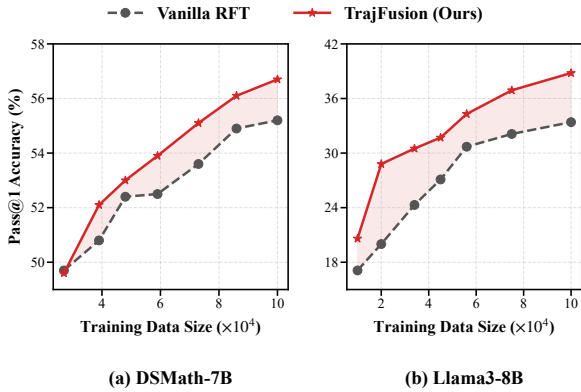 Vanilla RFT TrajFusion (Ours)
Pass@1 Accuracy (%)
58
56
54
52
50
4 6 8 10
Training Data Size (×10⁴)
(a) DSMath-7B
42
36
30
24
18
2 4 6 8 10
Training Data Size (×10⁴)
(b) Llama3-8B